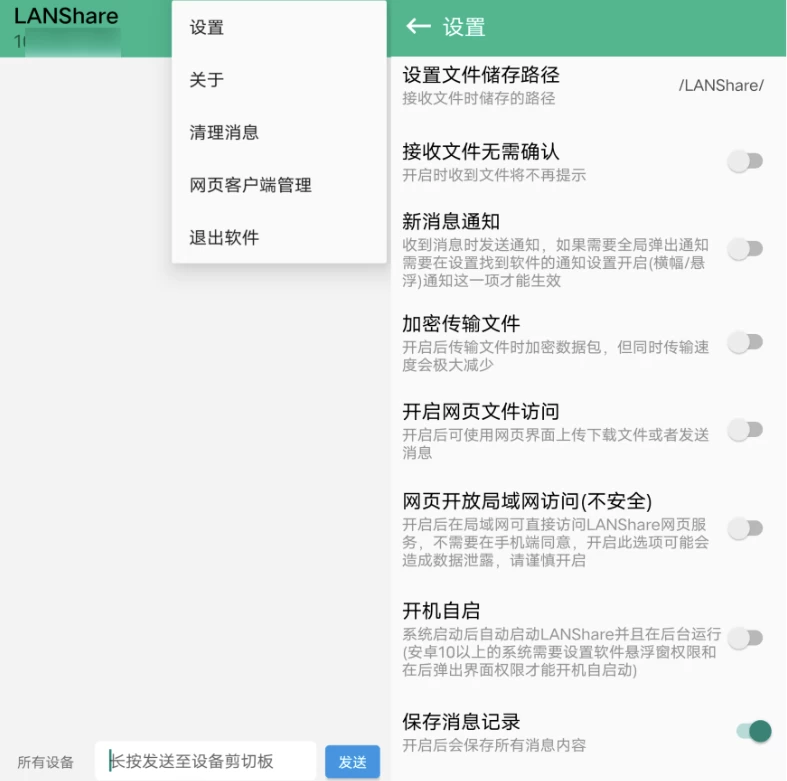 LANShare
设置
关于
清理消息
网页客户端管理
退出软件
所有设备
长按发送至设备剪切板
发送
设置
设置文件储存路径
接收文件时储存的路径
/LANShare/
接收文件无需确认
开启时收到文件将不再提示
新消息通知
收到消息时发送通知，如果需要全局弹出通知
需要在设置找到软件的通知设置开启(横幅/悬
浮)通知这一项才能生效
加密传输文件
开启后传输文件时加密数据包，但同时传输速
度会极大减少
开启网页文件访问
开启后可使用网页界面上传下载文件或者发送
消息
网页开放局域网访问(不安全)
开启后在局域网可直接访问LANShare网页服
务，不需要在手机端同意，开启此选项可能会
造成数据泄露，请谨慎开启
开机自启
系统启动后自动启动LANShare并且在后台运行
(安卓10以上的系统需要设置软件悬浮窗权限和
在后弹出界面权限才能开机自启动)
保存消息记录
开启后会保存所有消息内容